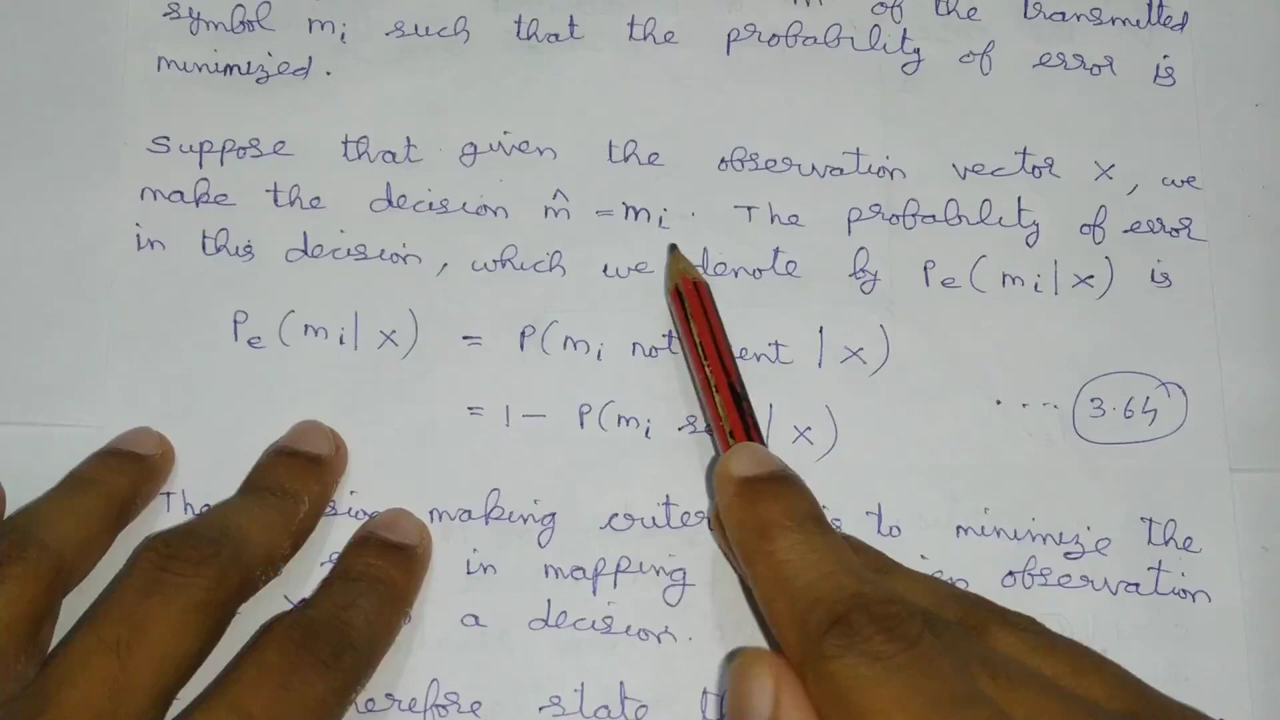 of the transmitted
symbol mi such that the probability of error is
minimized.
Suppose that given the observation vector x, we
make the decision m̂ = mi. The probability of error
in this decision, which we denote by Pe(mi|x) is
Pe(mi|x) = P(mi not sent | x)
= 1 - P(mi | x) .... 3.64
making is to minimize the
in mapping observation
a decision.
state